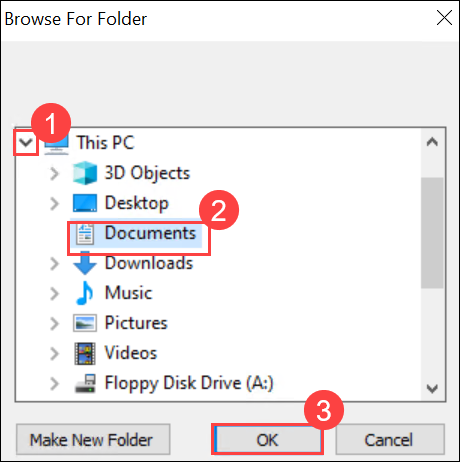 Browse For Folder
1
This PC
3D Objects
Desktop
2
Documents
Downloads
Music
Pictures
Videos
Floppy Disk Drive (A:)
3
Make New Folder OK Cancel